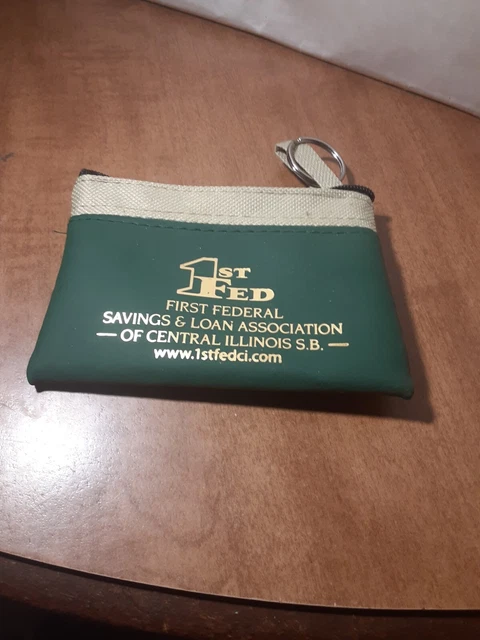 1ST
FED
FIRST FEDERAL
SAVINGS & LOAN ASSOCIATION
— OF CENTRAL ILLINOIS S.B. —
www.1stfedci.com